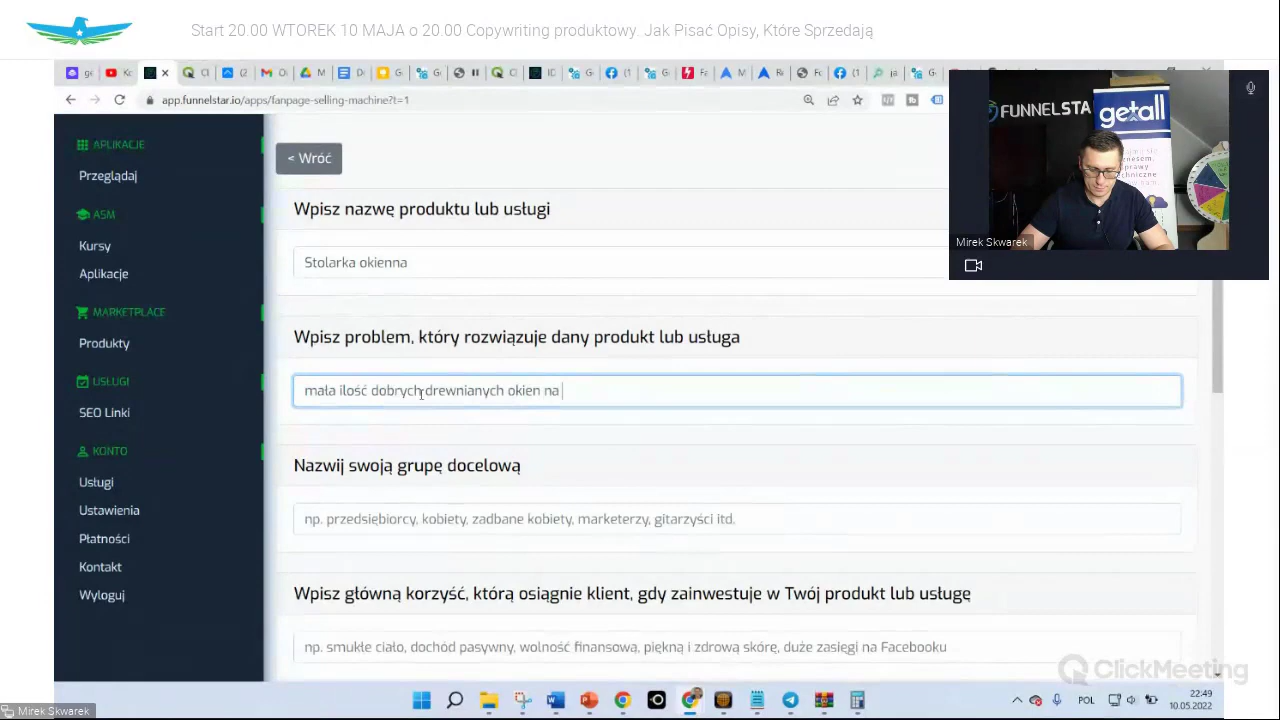 Start 20.00 WTOREK 10 MAJA o 20.00 Copywriting produktowy. Jak Pisać Opisy, Które Sprzedają
app.funnelstar.io/apps/fanpage-selling-machine?t=1
APLIKACJE
Przeglądaj
ASM
Kursy
Aplikacje
MARKETPLACE
Produkty
USŁUGI
SEO Linki
KONTO
Usługi
Ustawienia
Płatności
Kontakt
Wyloguj
< Wróć
Wpisz nazwę produktu lub usługi
Stolarka okienna
Wpisz problem, który rozwiązuje dany produkt lub usługa
mała ilość dobrych drewnianych okien na
Nazwij swoją grupę docelową
np. przedsiębiorcy, kobiety, zadbane kobiety, marketerzy, gitarzyści itd.
Wpisz główną korzyść, którą osiągnie klient, gdy zainwestuje w Twój produkt lub usługę
np. smukłe ciało, dochód pasywny, wolność finansową, piękną i zdrową skórę, duże zasięgi na Facebooku
FUNNELSTA
getall
Mirek Skwarek
ClickMeeting
POL
22:49
10.05.2022
Mirek Skwarek